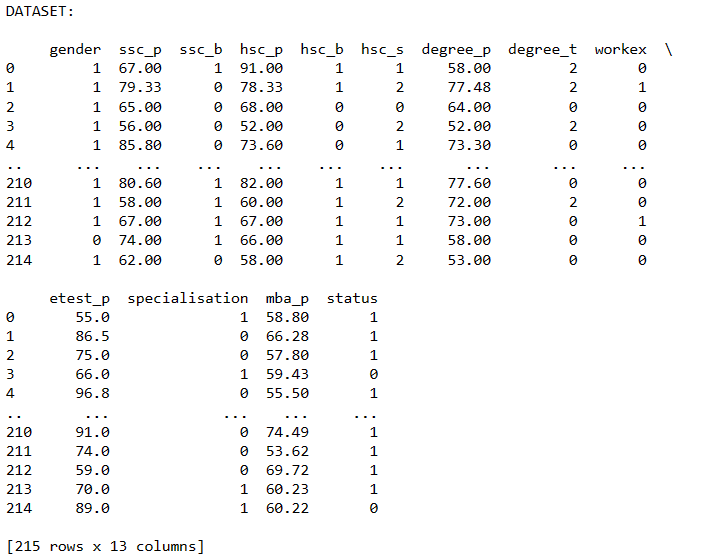 DATASET:
gender ssc_p ssc_b hsc_p hsc_b hsc_s degree_p degree_t workex \
0 1 67.00 1 91.00 1 1 58.00 2 0
1 1 79.33 0 78.33 1 2 77.48 2 1
2 1 65.00 0 68.00 0 0 64.00 0 0
3 1 56.00 0 52.00 0 2 52.00 2 0
4 1 85.80 0 73.60 0 1 73.30 0 0
.. ... ... ... ... ... ... ... ... ...
210 1 80.60 1 82.00 1 1 77.60 0 0
211 1 58.00 1 60.00 1 2 72.00 2 0
212 1 67.00 1 67.00 1 1 73.00 0 1
213 0 74.00 1 66.00 1 1 58.00 0 0
214 1 62.00 0 58.00 1 2 53.00 0 0
etest_p specialisation mba_p status
0 55.0 1 58.80 1
1 86.5 0 66.28 1
2 75.0 0 57.80 1
3 66.0 1 59.43 0
4 96.8 0 55.50 1
.. ... ... ... ...
210 91.0 0 74.49 1
211 74.0 0 53.62 1
212 59.0 0 69.72 1
213 70.0 1 60.23 1
214 89.0 1 60.22 0
[215 rows x 13 columns]